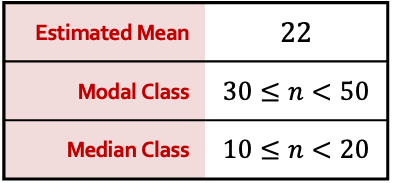 Estimated Mean 22
Modal Class 30 ≤ n < 50
Median Class 10 ≤ n < 20